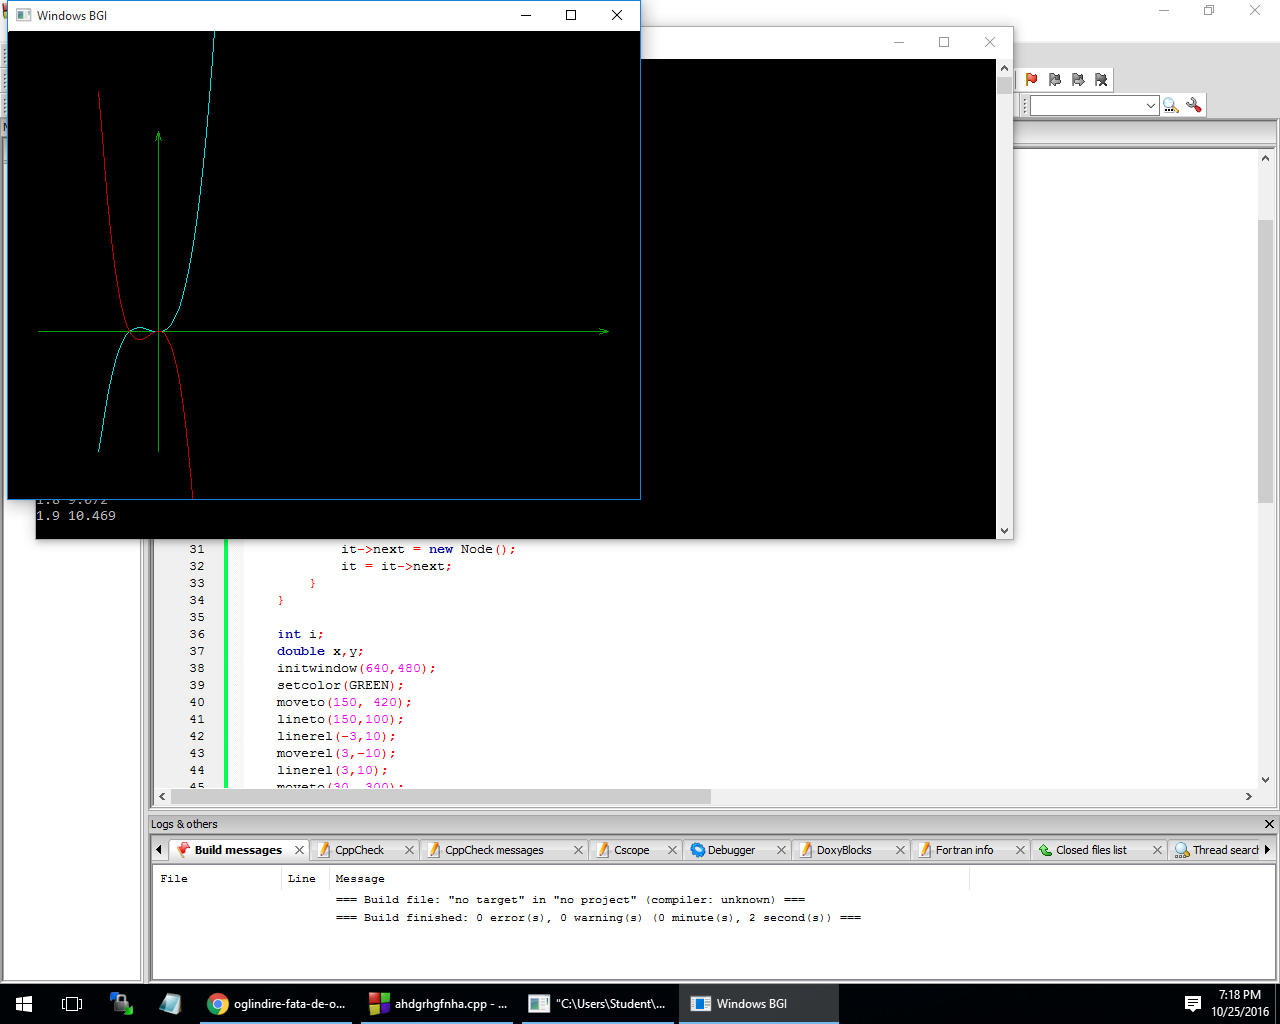 Windows BGI
1.8 9.072
1.9 10.469
31 it->next = new Node();
32 it = it->next;
33 }
34 }
35
36 int i;
37 double x,y;
38 initwindow(640,480);
39 setcolor(GREEN);
40 moveto(150, 420);
41 lineto(150,100);
42 linerel(-3,10);
43 moverel(3,-10);
44 linerel(3,10);
45 moveto(30, 300);
Logs & others
Build messages CppCheck CppCheck messages Cscope Debugger DoxyBlocks Fortran info Closed files list Thread search
File Line Message
=== Build file: "no target" in "no project" (compiler: unknown) ===
=== Build finished: 0 error(s), 0 warning(s) (0 minute(s), 2 second(s)) ===
oglindire-fata-de-o... ahdgrhgfnha.cpp - ... "C:\Users\Student\... Windows BGI
7:18 PM
10/25/2016